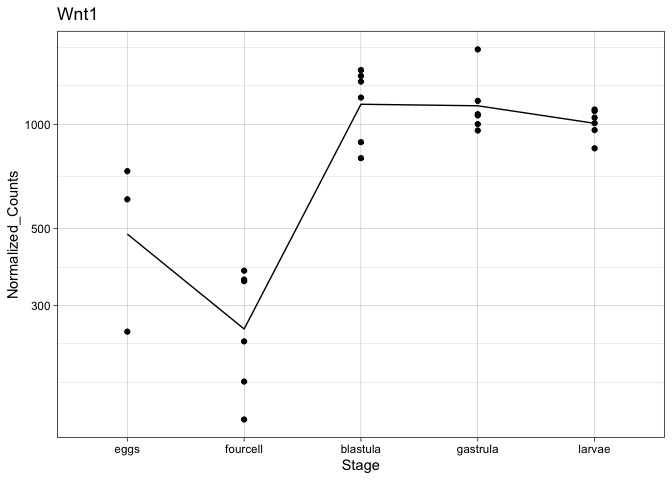 Wnt1
Normalized_Counts
1000
500
300
eggs fourcell blastula gastrula larvae
Stage